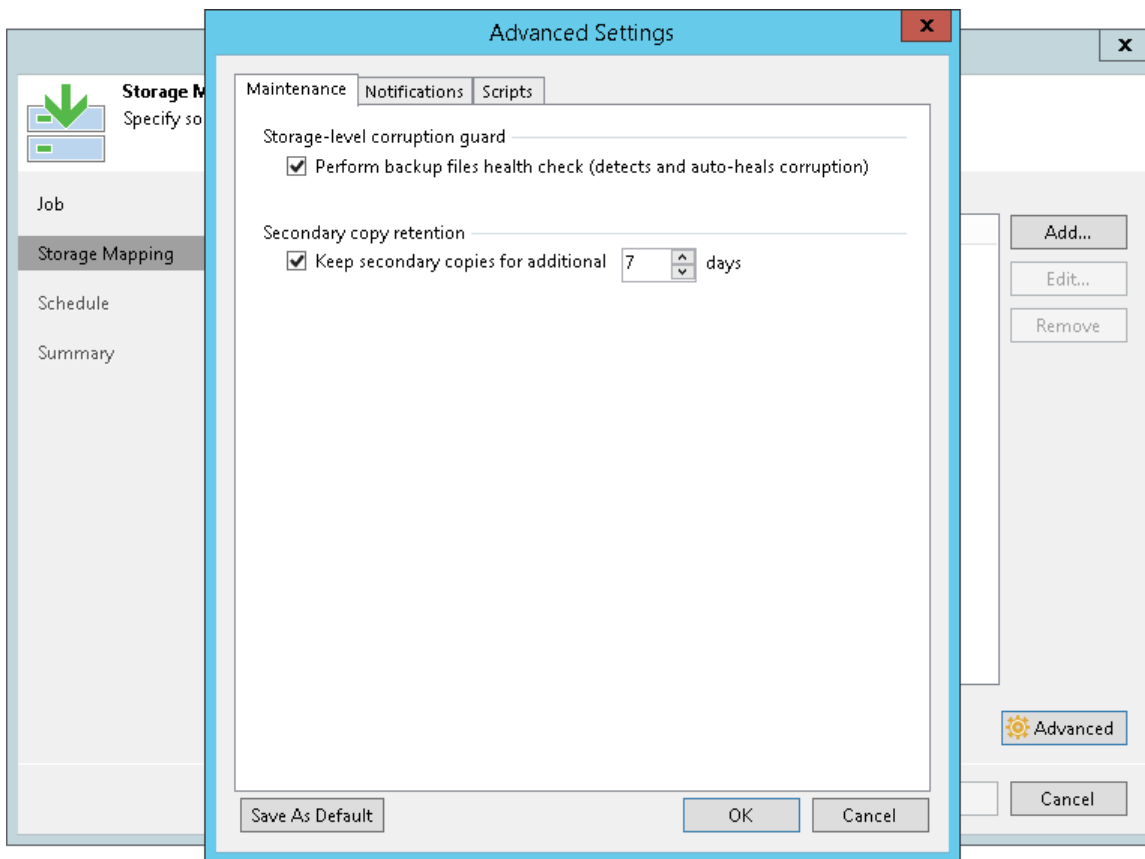 Advanced Settings
x
x
Storage M
Specify so
Maintenance
Notifications
Scripts
Storage-level corruption guard
Perform backup files health check (detects and auto-heals corruption)
Secondary copy retention
Keep secondary copies for additional 7 days
Job
Storage Mapping
Schedule
Summary
Add...
Edit...
Remove
Advanced
Save As Default
OK
Cancel
Cancel